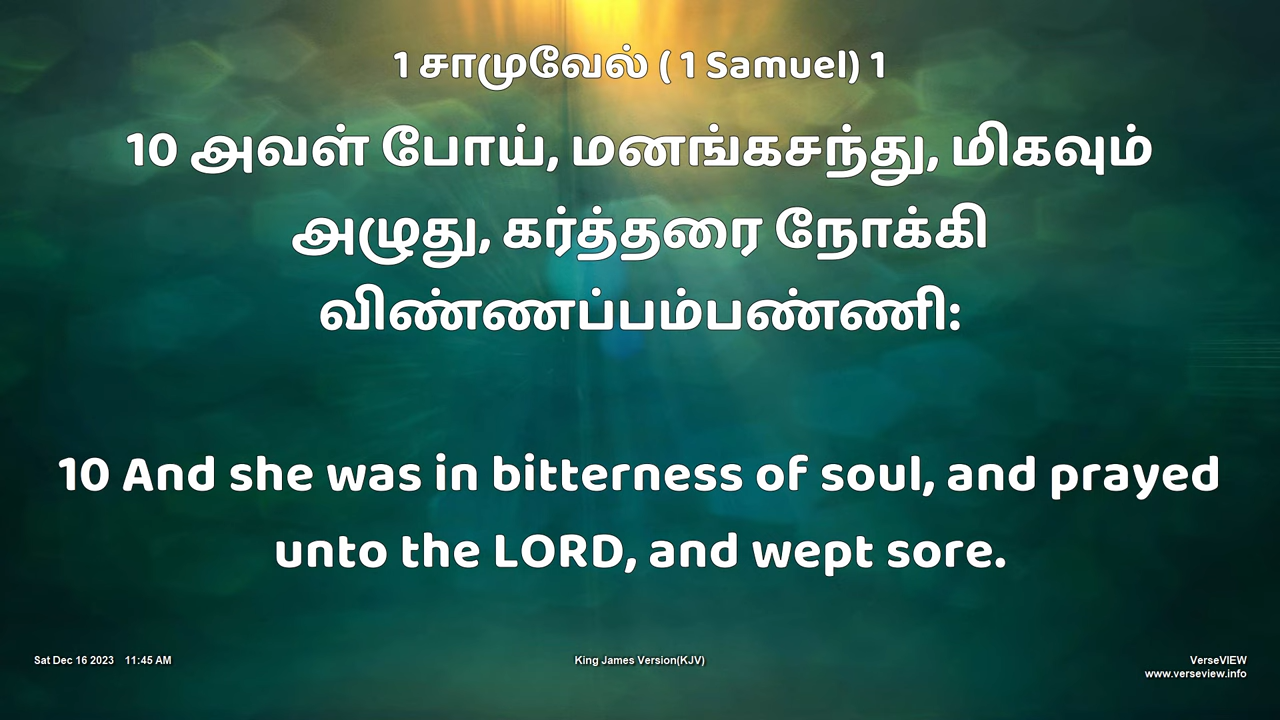 1 சாமுவேல் ( 1 Samuel) 1
10 அவள் போய், மனங்கசந்து, மிகவும்
அழுது, கர்த்தரை நோக்கி
விண்ணப்பம்பண்ணி:
10 And she was in bitterness of soul, and prayed
unto the LORD, and wept sore.
Sat Dec 16 2023 11:45 AM
King James Version(KJV)
VerseVIEW
www.verseview.info